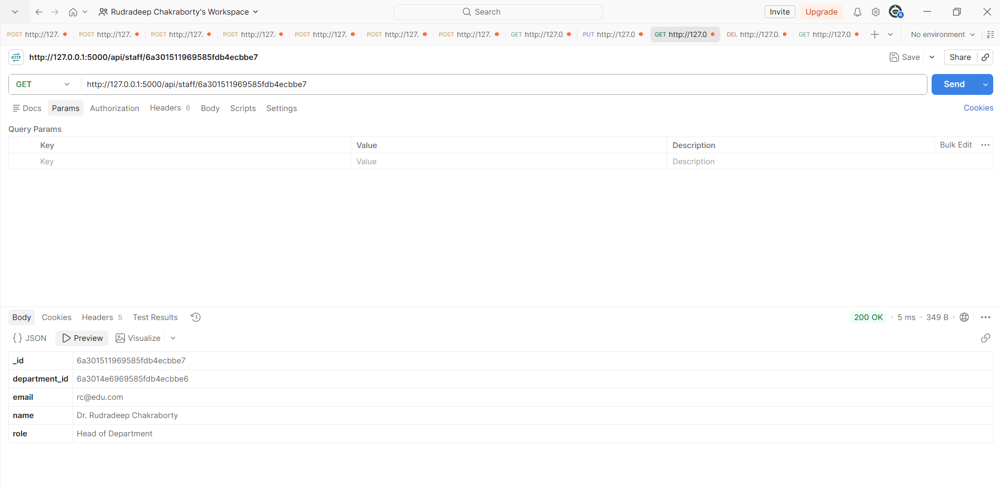 Rudradeep Chakraborty's Workspace
Search
Invite
Upgrade
R
POST http://127. POST http://127. POST http://127. POST http://127. POST http://127. POST http://127. POST http://127. GET http://127.0 PUT http://127.0 GET http://127.0 DEL http://127.0. GET http://127.0 No environment
HTTP http://127.0.0.1:5000/api/staff/6a301511969585fdb4ecbbe7
Save
Share
GET http://127.0.0.1:5000/api/staff/6a301511969585fdb4ecbbe7
Send
Docs Params Authorization Headers 6 Body Scripts Settings
Cookies
Query Params
Key Value Description Bulk Edit
Key Value Description
Body Cookies Headers 5 Test Results
200 OK 5 ms 349 B
{} JSON Preview Visualize
_id 6a301511969585fdb4ecbbe7
department_id 6a3014e6969585fdb4ecbbe6
email rc@edu.com
name Dr. Rudradeep Chakraborty
role Head of Department